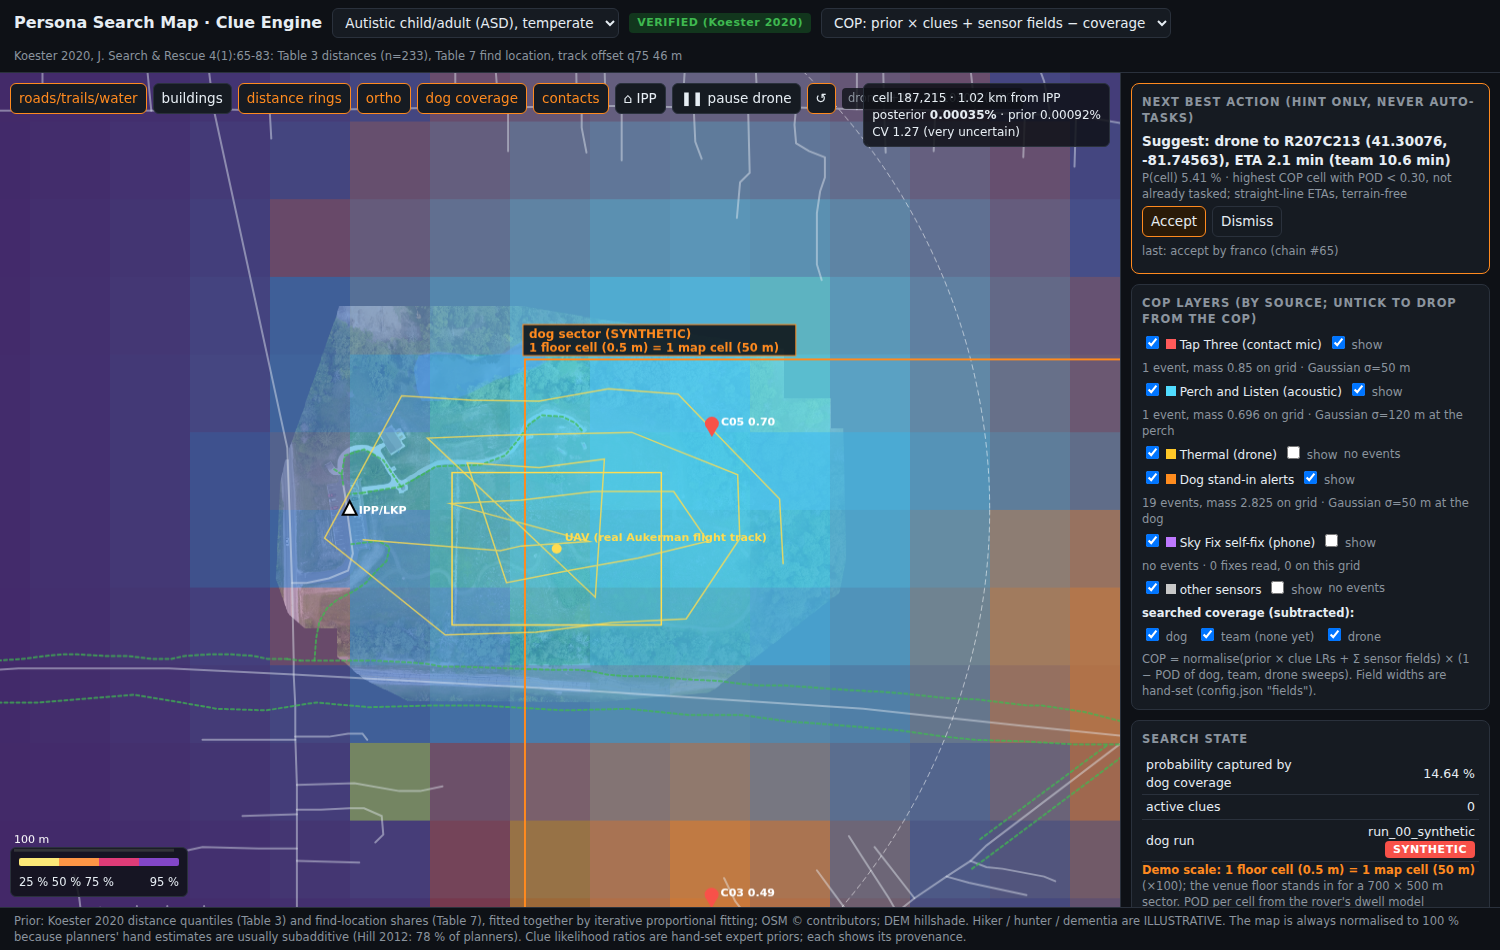 Persona Search Map · Clue Engine
Autistic child/adult (ASD), temperate
VERIFIED (Koester 2020)
COP: prior × clues + sensor fields − coverage
Koester 2020, J. Search & Rescue 4(1):65-83: Table 3 distances (n=233), Table 7 find location, track offset q75 46 m
roads/trails/water
buildings
distance rings
ortho
dog coverage
contacts
⌂ IPP
❚❚ pause drone
↺
cell 187,215 · 1.02 km from IPP
posterior 0.00035% · prior 0.00092%
CV 1.27 (very uncertain)
dog sector (SYNTHETIC)
1 floor cell (0.5 m) = 1 map cell (50 m)
C05 0.70
IPP/LKP
UAV (real Aukerman flight track)
C03 0.49
100 m
25 % 50 % 75 % 95 %
NEXT BEST ACTION (HINT ONLY, NEVER AUTO-
TASKS)
Suggest: drone to R207C213 (41.30076,
-81.74563), ETA 2.1 min (team 10.6 min)
P(cell) 5.41 % · highest COP cell with POD < 0.30, not
already tasked; straight-line ETAs, terrain-free
Accept
Dismiss
last: accept by franco (chain #65)
COP LAYERS (BY SOURCE; UNTICK TO DROP
FROM THE COP)
Tap Three (contact mic) show
1 event, mass 0.85 on grid · Gaussian σ=50 m
Perch and Listen (acoustic) show
1 event, mass 0.696 on grid · Gaussian σ=120 m at the
perch
Thermal (drone) show no events
Dog stand-in alerts show
19 events, mass 2.825 on grid · Gaussian σ=50 m at the
dog
Sky Fix self-fix (phone) show
no events · 0 fixes read, 0 on this grid
other sensors show no events
searched coverage (subtracted):
dog team (none yet) drone
COP = normalise(prior × clue LRs + Σ sensor fields) × (1
− POD of dog, team, drone sweeps). Field widths are
hand-set (config.json "fields").
SEARCH STATE
probability captured by
dog coverage
14.64 %
active clues 0
dog run
run_00_synthetic
SYNTHETIC
Demo scale: 1 floor cell (0.5 m) = 1 map cell (50 m)
(×100); the venue floor stands in for a 700 × 500 m
sector. POD per cell from the rover's dwell model
Prior: Koester 2020 distance quantiles (Table 3) and find-location shares (Table 7), fitted together by iterative proportional fitting; OSM © contributors; DEM hillshade. Hiker / hunter / dementia are ILLUSTRATIVE. The map is always normalised to 100 %
because planners' hand estimates are usually subadditive (Hill 2012: 78 % of planners). Clue likelihood ratios are hand-set expert priors; each shows its provenance.